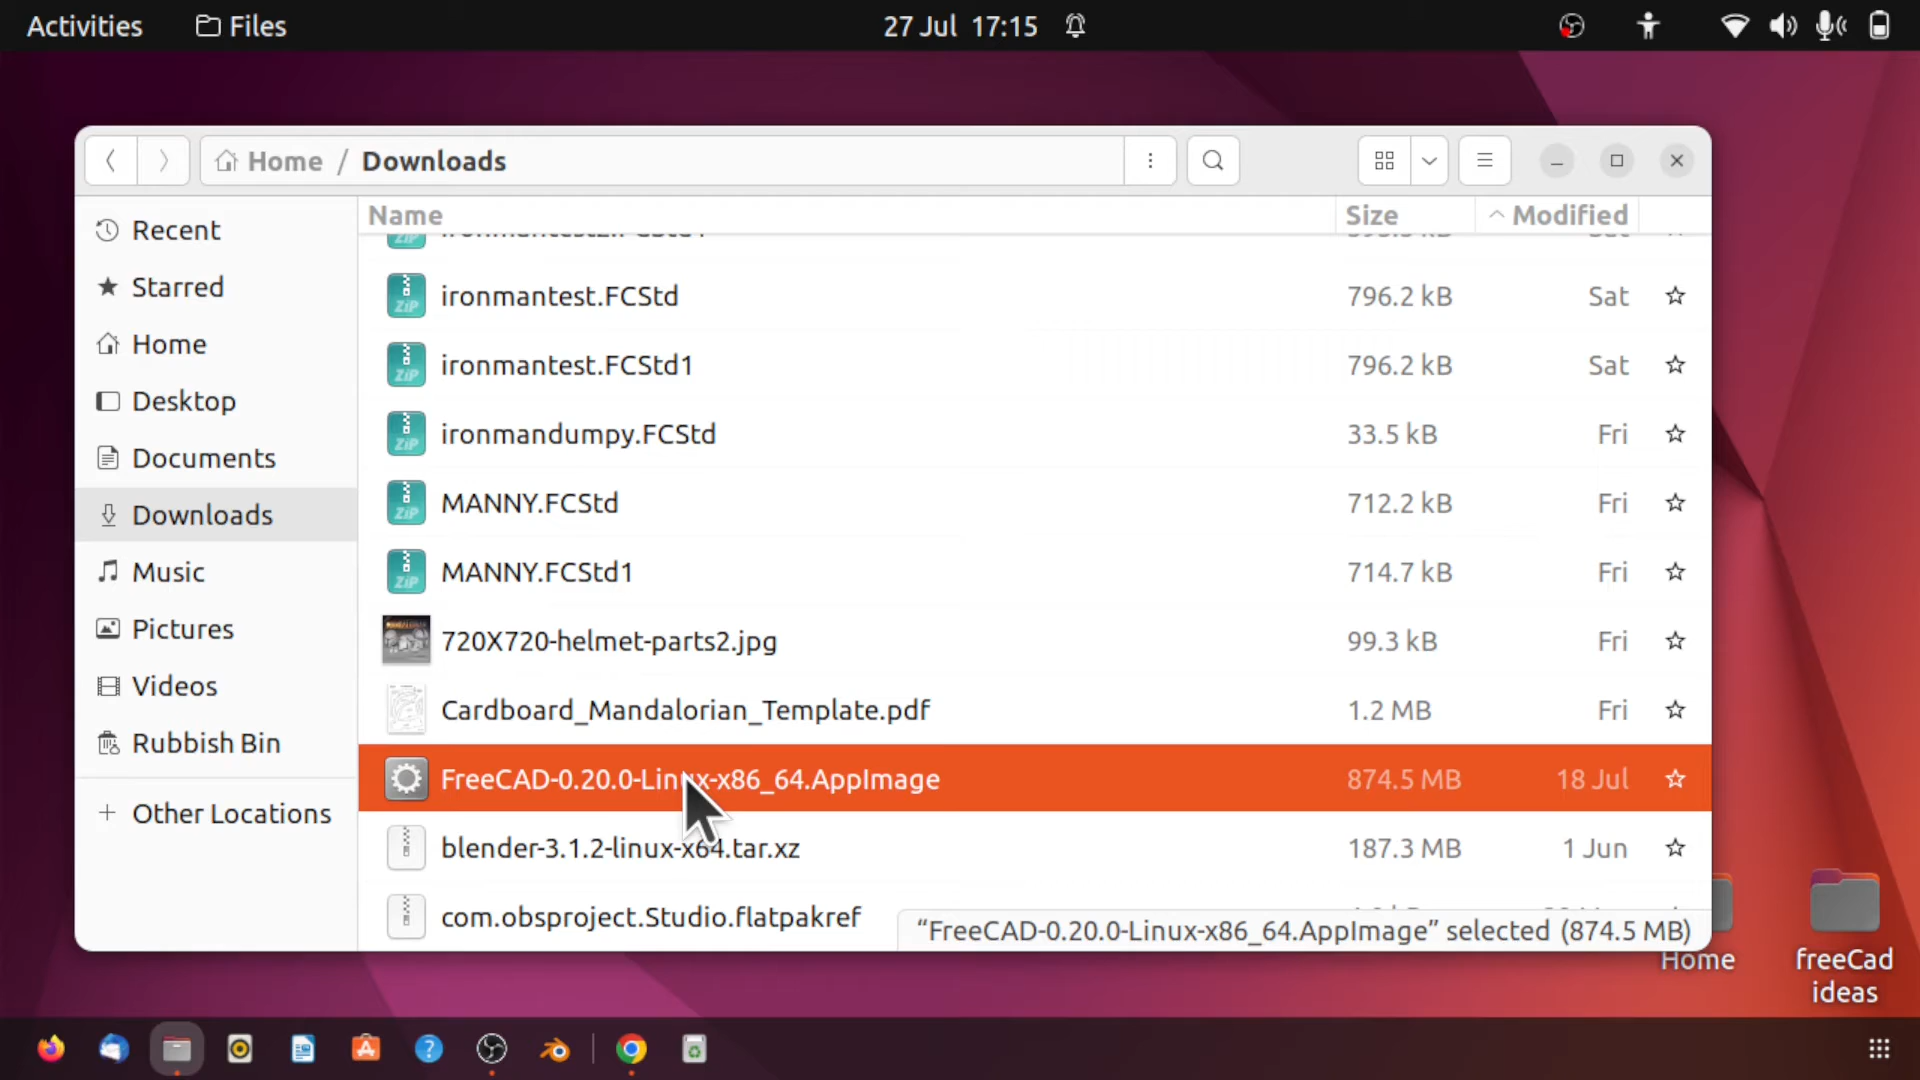 Activities
Files
27 Jul 17:15
Home / Downloads
Name
Size
Modified
Recent
Starred
Home
Desktop
Documents
Downloads
Music
Pictures
Videos
Rubbish Bin
+ Other Locations
ironmantest.FCStd 796.2 kB Sat
ironmantest.FCStd1 796.2 kB Sat
ironmandumpy.FCStd 33.5 kB Fri
MANNY.FCStd 712.2 kB Fri
MANNY.FCStd1 714.7 kB Fri
720X720-helmet-parts2.jpg 99.3 kB Fri
Cardboard_Mandalorian_Template.pdf 1.2 MB Fri
FreeCAD-0.20.0-Linux-x86_64.AppImage 874.5 MB 18 Jul
blender-3.1.2-linux-x64.tar.xz 187.3 MB 1 Jun
com.obsproject.Studio.flatpakref
“FreeCAD-0.20.0-Linux-x86_64.AppImage” selected (874.5 MB)
Home
freeCad
ideas